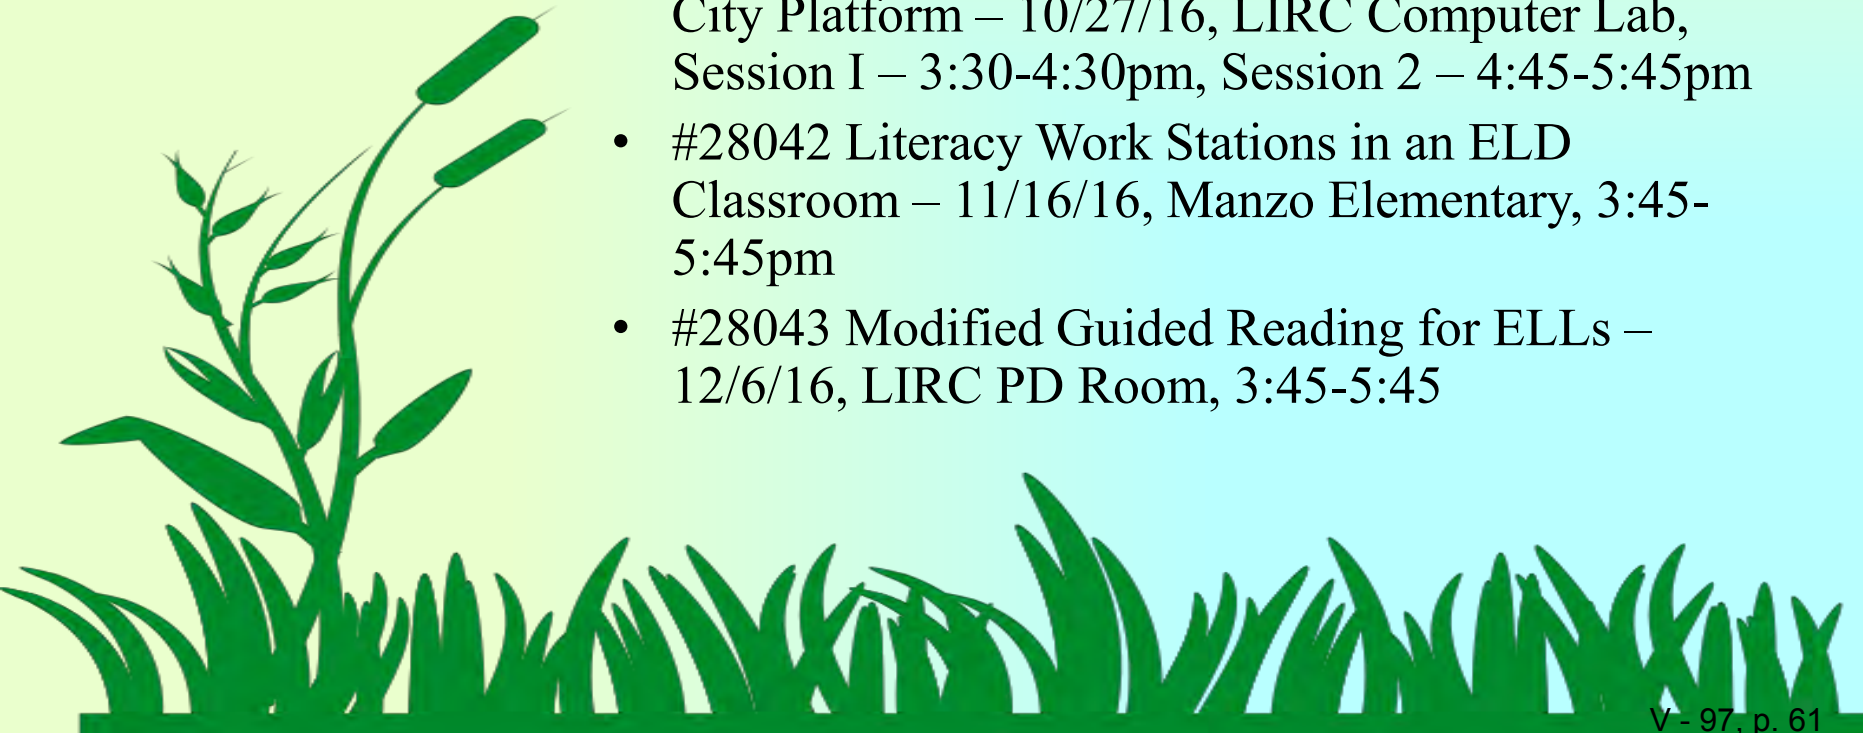 City Platform – 10/27/16, LIRC Computer Lab,
Session I – 3:30-4:30pm, Session 2 – 4:45-5:45pm
• #28042 Literacy Work Stations in an ELD
Classroom – 11/16/16, Manzo Elementary, 3:45-
5:45pm
• #28043 Modified Guided Reading for ELLs –
12/6/16, LIRC PD Room, 3:45-5:45
V - 97, p. 61